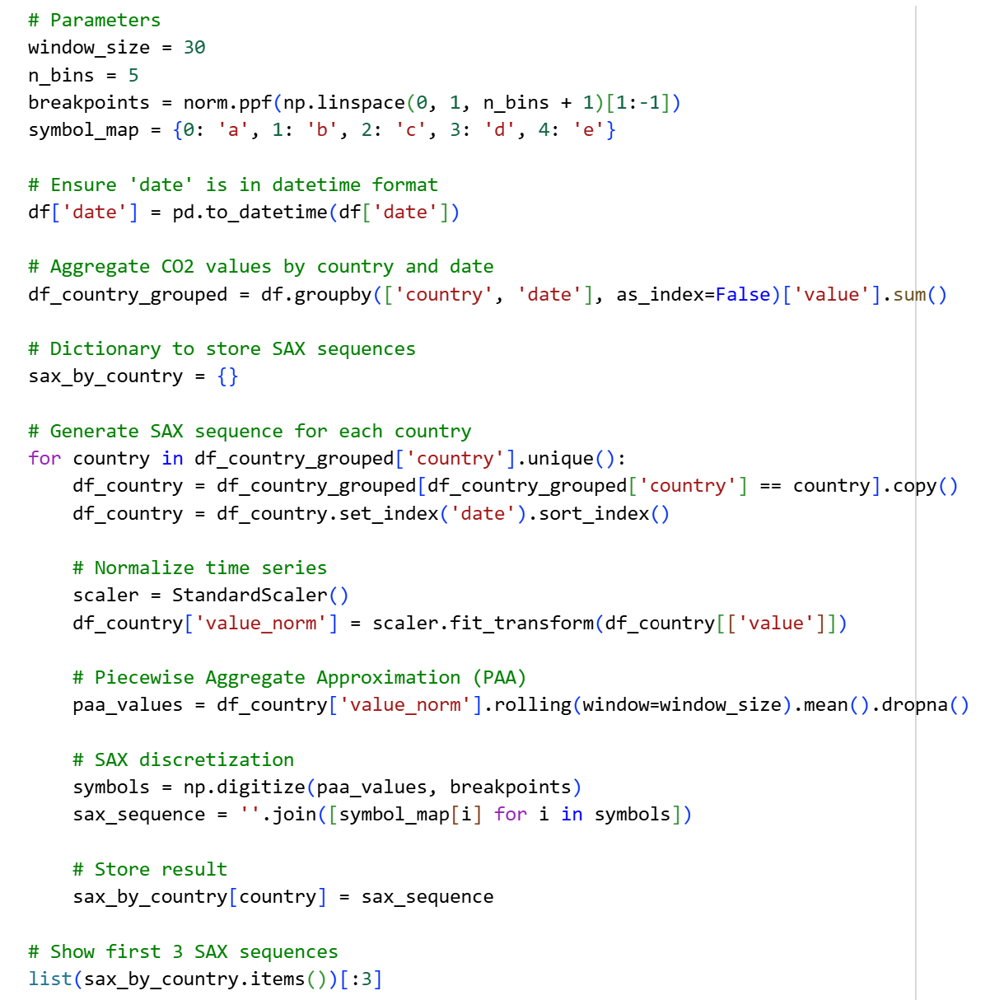 # Parameters
window_size = 30
n_bins = 5
breakpoints = norm.ppf(np.linspace(0, 1, n_bins + 1)[1:-1])
symbol_map = {0: 'a', 1: 'b', 2: 'c', 3: 'd', 4: 'e'}

# Ensure 'date' is in datetime format
df['date'] = pd.to_datetime(df['date'])

# Aggregate CO2 values by country and date
df_country_grouped = df.groupby(['country', 'date'], as_index=False)['value'].sum()

# Dictionary to store SAX sequences
sax_by_country = {}

# Generate SAX sequence for each country
for country in df_country_grouped['country'].unique():
    df_country = df_country_grouped[df_country_grouped['country'] == country].copy()
    df_country = df_country.set_index('date').sort_index()

    # Normalize time series
    scaler = StandardScaler()
    df_country['value_norm'] = scaler.fit_transform(df_country[['value']])

    # Piecewise Aggregate Approximation (PAA)
    paa_values = df_country['value_norm'].rolling(window=window_size).mean().dropna()

    # SAX discretization
    symbols = np.digitize(paa_values, breakpoints)
    sax_sequence = ''.join([symbol_map[i] for i in symbols])

    # Store result
    sax_by_country[country] = sax_sequence

# Show first 3 SAX sequences
list(sax_by_country.items())[:3]